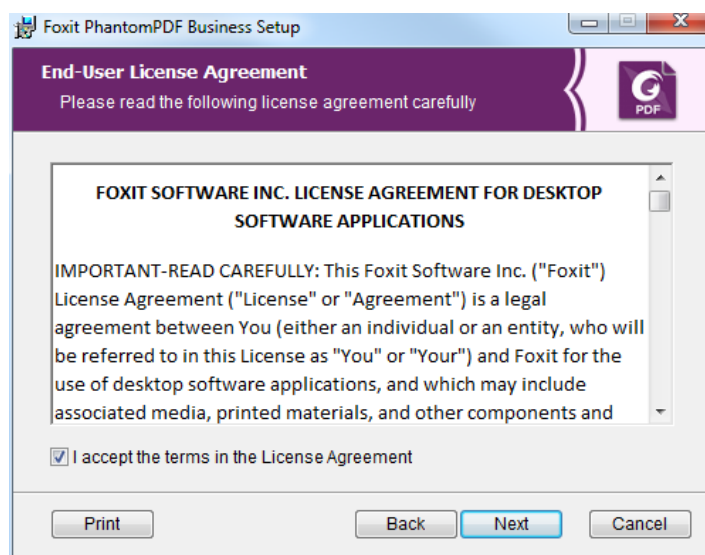 Foxit PhantomPDF Business Setup
End-User License Agreement
Please read the following license agreement carefully
PDF
FOXIT SOFTWARE INC. LICENSE AGREEMENT FOR DESKTOP
SOFTWARE APPLICATIONS
IMPORTANT-READ CAREFULLY: This Foxit Software Inc. ("Foxit")
License Agreement ("License" or "Agreement") is a legal
agreement between You (either an individual or an entity, who will
be referred to in this License as "You" or "Your") and Foxit for the
use of desktop software applications, and which may include
associated media, printed materials, and other components and
I accept the terms in the License Agreement
Print
Back
Next
Cancel